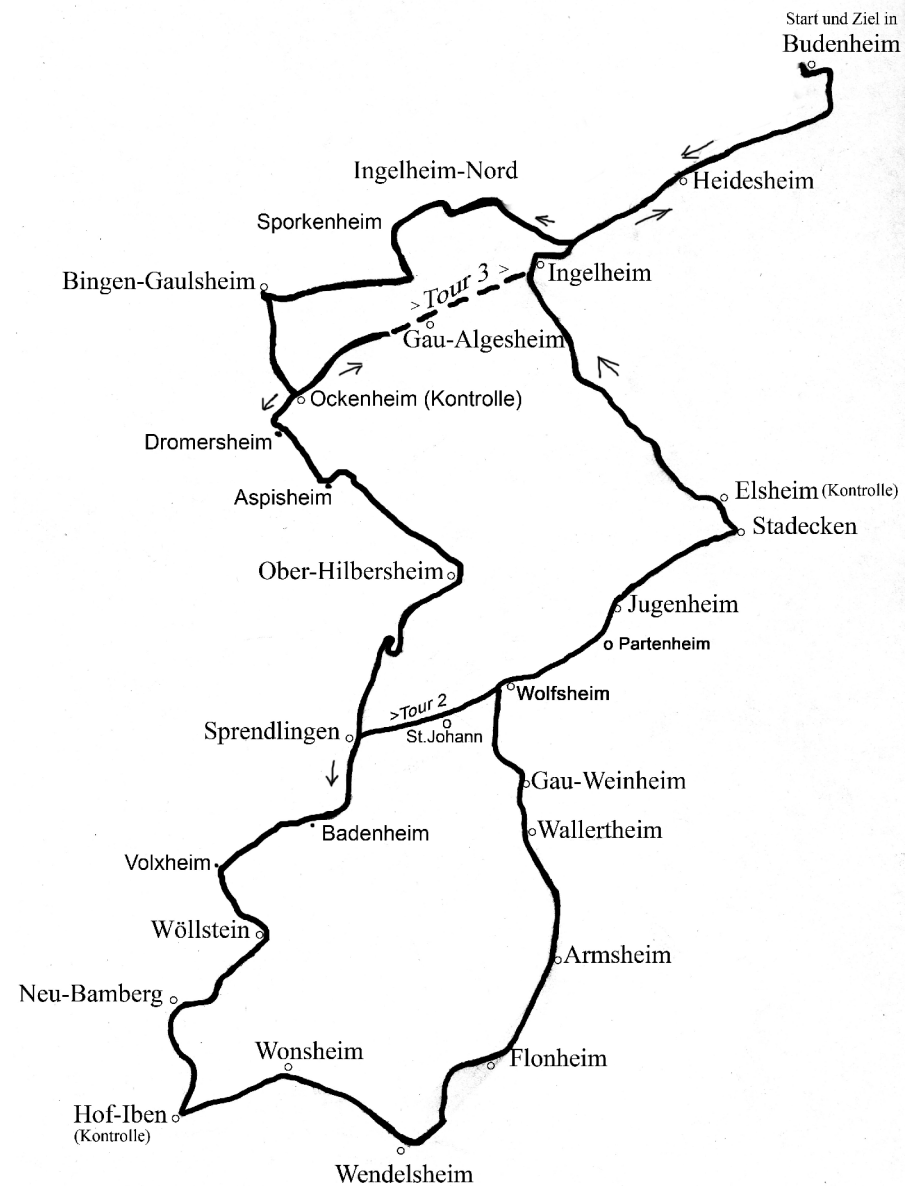 Start und Ziel in
Budenheim
Heidesheim
Ingelheim-Nord
Sporkenheim
Bingen-Gaulsheim
Ingelheim
>Tour 3 >
Gau-Algesheim
Ockenheim (Kontrolle)
Dromersheim
Aspisheim
Elsheim (Kontrolle)
Stadecken
Ober-Hilbersheim
Jugenheim
Partenheim
Wolfsheim
>Tour 2
St.Johann
Sprendlingen
Gau-Weinheim
Wallertheim
Badenheim
Volxheim
Wöllstein
Armsheim
Neu-Bamberg
Wonsheim
Flonheim
Hof-Iben
(Kontrolle)
Wendelsheim